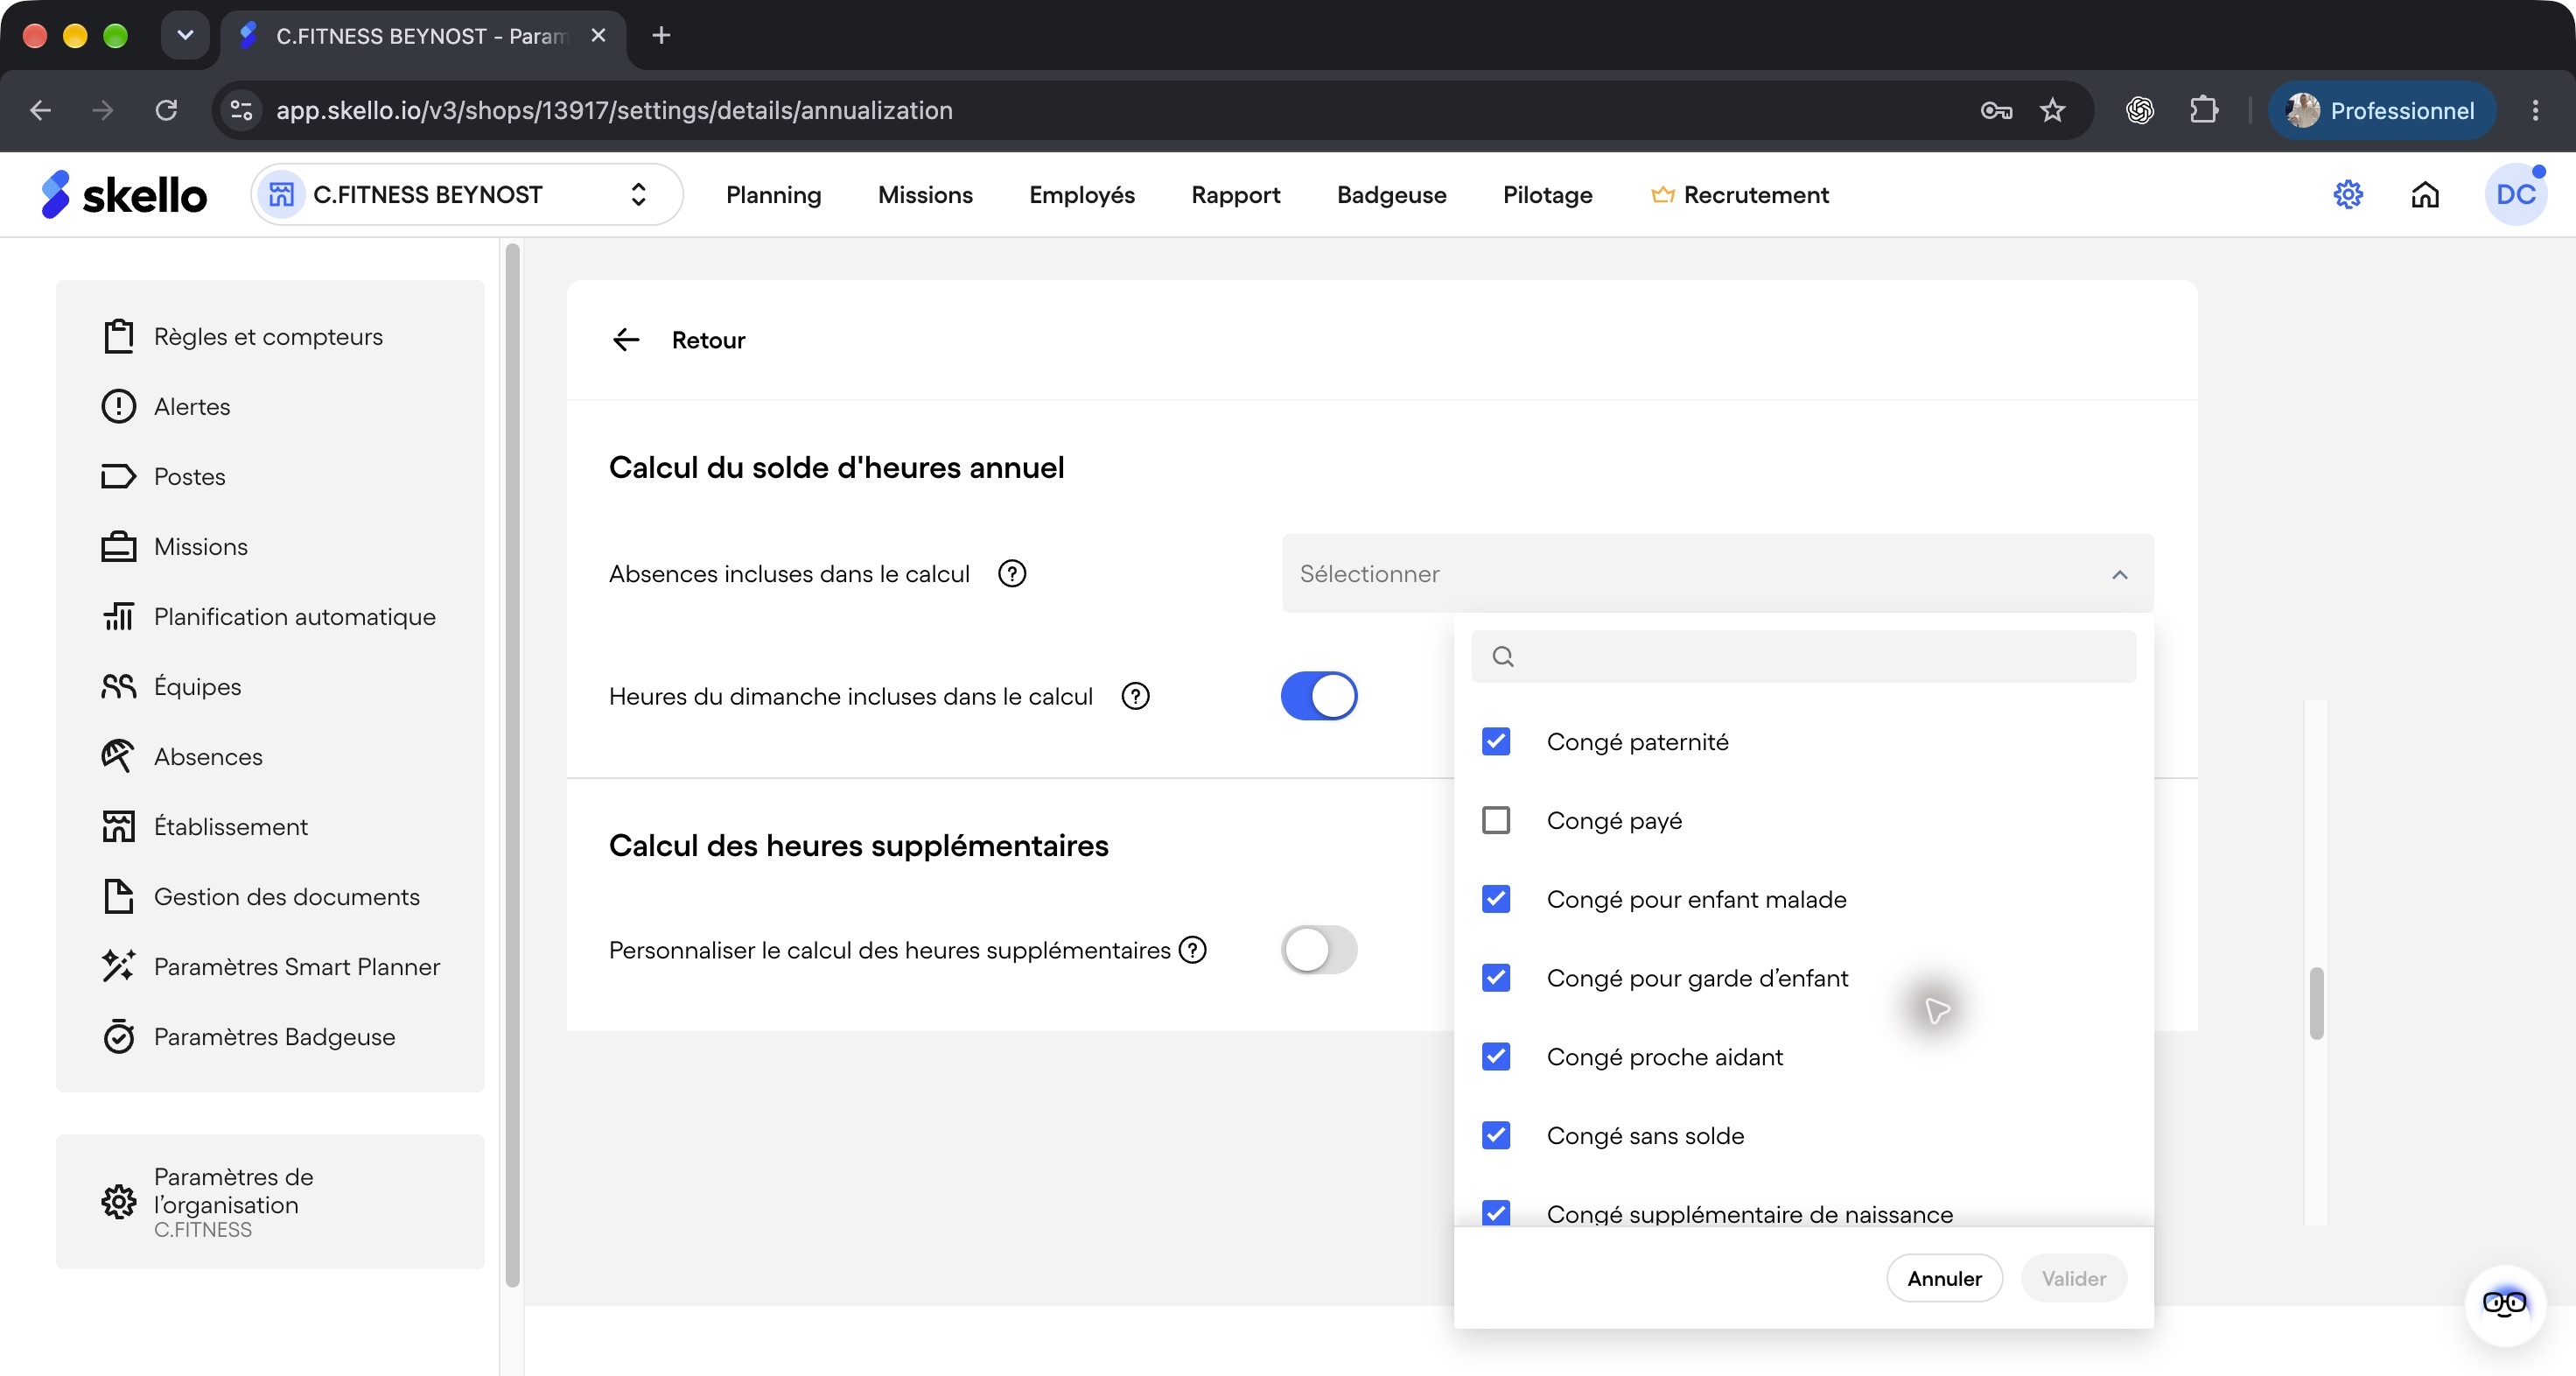 C.FITNESS BEYNOST - Param
app.skello.io/v3/shops/13917/settings/details/annualization
Professionnel
skello
C.FITNESS BEYNOST
Planning
Missions
Employés
Rapport
Badgeuse
Pilotage
Recrutement
DC
Règles et compteurs
Alertes
Postes
Missions
Planification automatique
Équipes
Absences
Établissement
Gestion des documents
Paramètres Smart Planner
Paramètres Badgeuse
Paramètres de
l’organisation
C.FITNESS
Retour
Calcul du solde d'heures annuel
Absences incluses dans le calcul
Sélectionner
Heures du dimanche incluses dans le calcul
Calcul des heures supplémentaires
Personnaliser le calcul des heures supplémentaires
Congé paternité
Congé payé
Congé pour enfant malade
Congé pour garde d’enfant
Congé proche aidant
Congé sans solde
Congé supplémentaire de naissance
Annuler
Valider